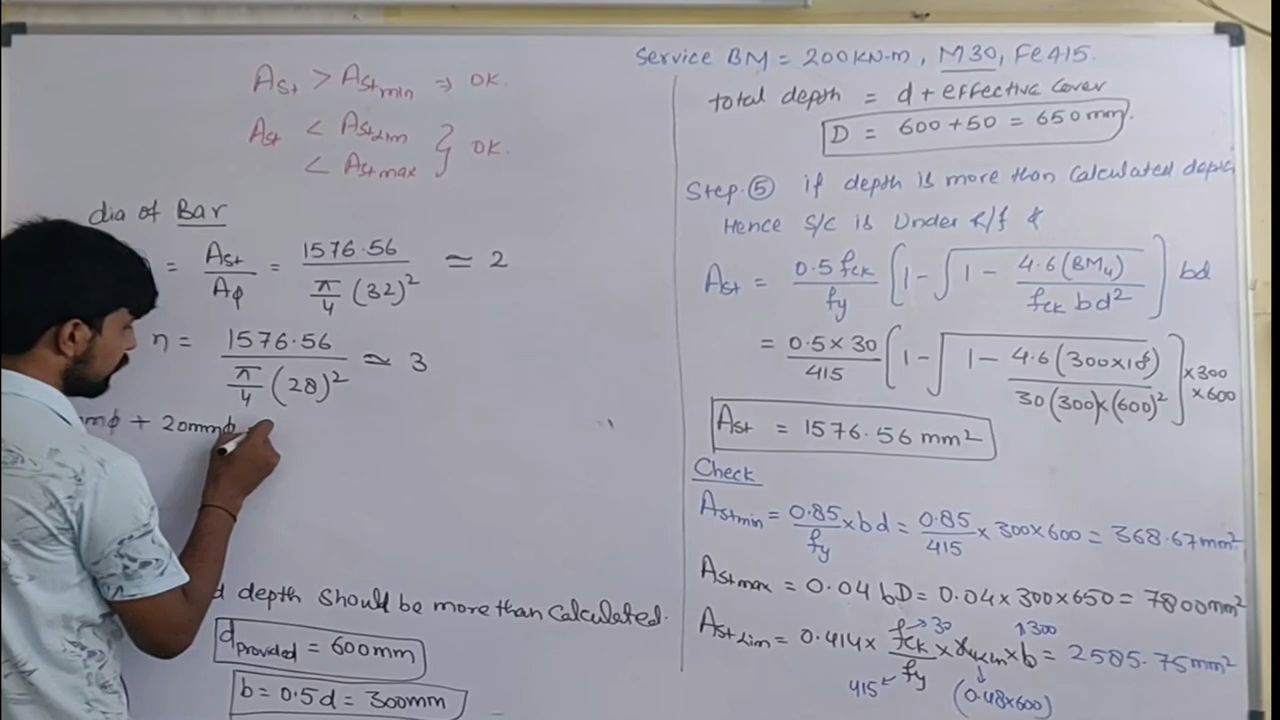 Ast > Astmin → OK.
Ast < Astlim } OK.
< Astmax
dia of Bar
= Ast/Aϕ = 1576.56 / π/4 (32)² ≃ 2
n = 1576.56 / π/4 (28)² ≃ 3
mϕ + 20mmϕ
d depth should be more than Calculated.
dprovided = 600mm
b = 0.5d = 300mm
Service BM = 200KN-m, M30, Fe415.
total depth = d + effective Cover
D = 600 + 50 = 650mm.
Step. ⑤ if depth is more than Calculated depth
Hence S/c is Under r/f &
Ast = 0.5 fck / fy [1 - √1 - 4.6 (BMu) / fck bd²] bd
= 0.5 × 30 / 415 [1 - √1 - 4.6 (300×10⁶) / 30 (300)×(600)²] ×300 ×600
Ast = 1576.56 mm²
Check
Astmin = 0.85/fy × bd = 0.85/415 × 300 × 600 = 368.67mm²
Astmax = 0.04 bD = 0.04 × 300 × 650 = 7800mm²
Astlim = 0.414 × fck/fy × xulim × b = 2585.75mm²
→30
↑300
415 ←
(0.48×600)